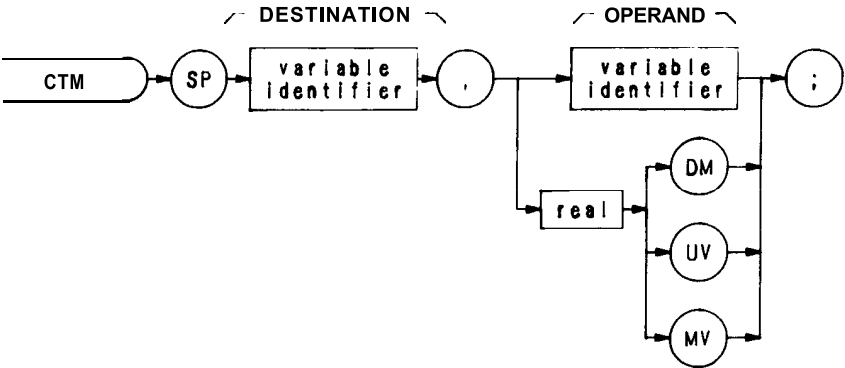 DESTINATION
OPERAND
CTM
SP
variable
identifier
,
variable
identifier
;
real
DM
UV
MV